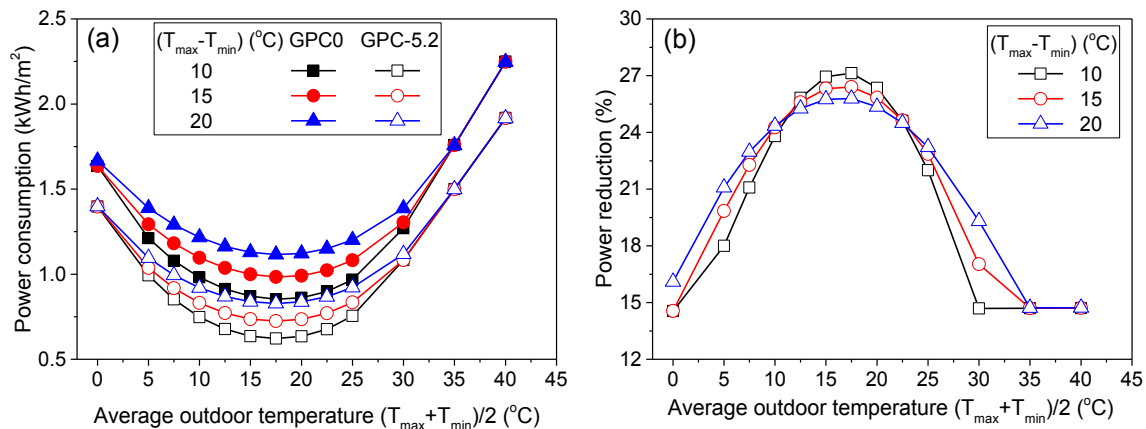 (a)
(Tmax-Tmin) (°C) GPC0 GPC-5.2
10
15
20
Power consumption (kWh/m²)
2.5
2.0
1.5
1.0
0.5
0 5 10 15 20 25 30 35 40 45
Average outdoor temperature (Tmax+Tmin)/2 (°C)
(b)
(Tmax-Tmin) (°C)
10
15
20
Power reduction (%)
30
27
24
21
18
15
12
0 5 10 15 20 25 30 35 40 45
Average outdoor temperature (Tmax+Tmin)/2 (°C)